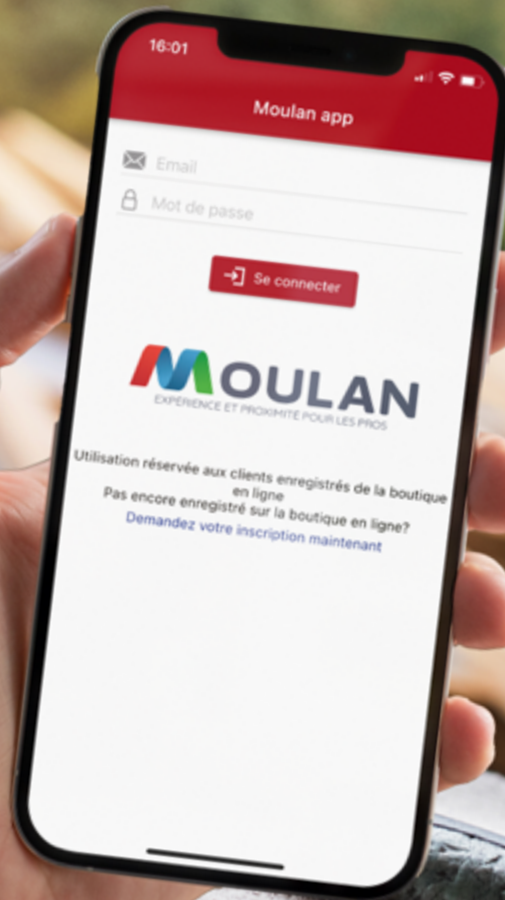 16:01
Moulan app
Email
Mot de passe
Se connecter
MOULAN
EXPÉRIENCE ET PROXIMITÉ POUR LES PROS
Utilisation réservée aux clients enregistrés de la boutique
en ligne
Pas encore enregistré sur la boutique en ligne?
Demandez votre inscription maintenant